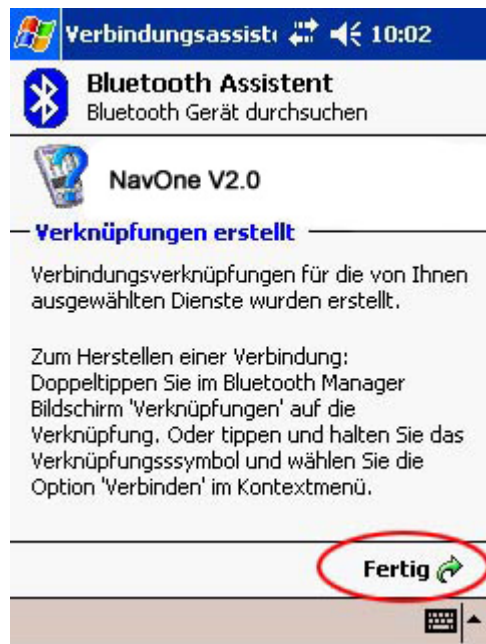 Verbindungsassist 10:02
Bluetooth Assistent
Bluetooth Gerät durchsuchen
NavOne V2.0
Verknüpfungen erstellt
Verbindungsverknüpfungen für die von Ihnen
ausgewählten Dienste wurden erstellt.
Zum Herstellen einer Verbindung:
Doppeltippen Sie im Bluetooth Manager
Bildschirm 'Verknüpfungen' auf die
Verknüpfung. Oder tippen und halten Sie das
Verknüpfungsssymbol und wählen Sie die
Option 'Verbinden' im Kontextmenü.
Fertig